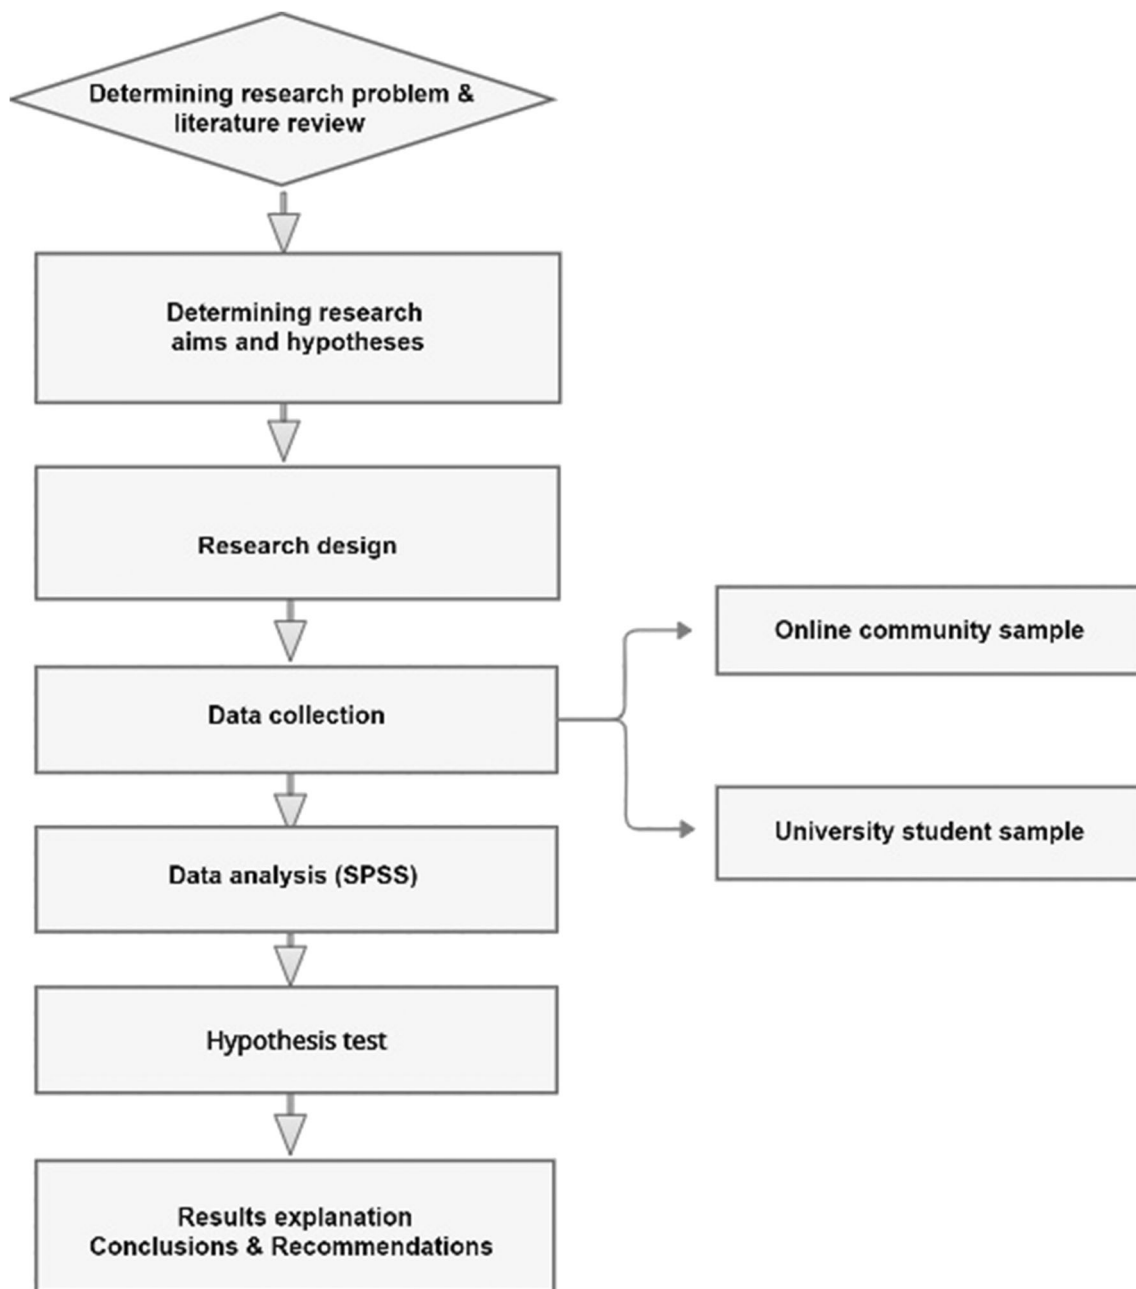 Determining research problem &
literature review
Determining research
aims and hypotheses
Research design
Online community sample
Data collection
University student sample
Data analysis (SPSS)
Hypothesis test
Results explanation
Conclusions & Recommendations